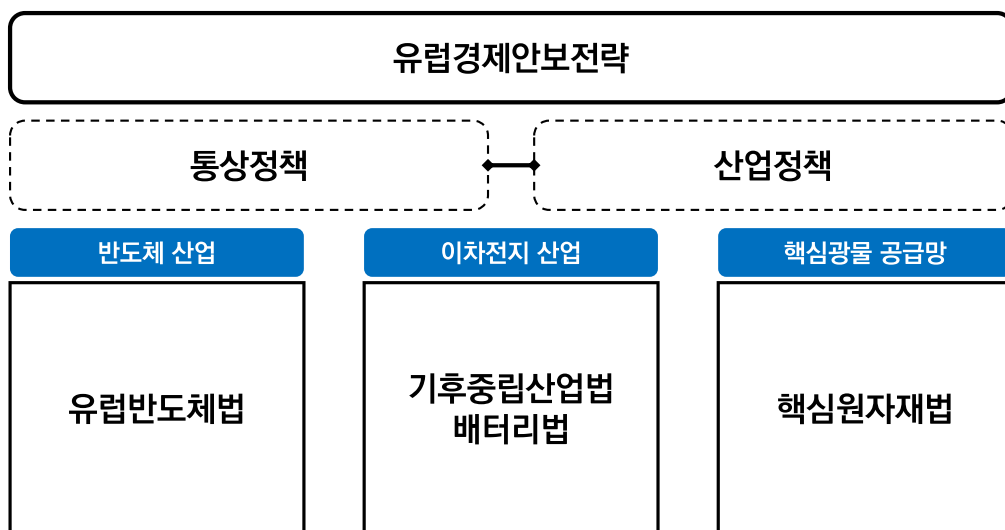 유럽경제안보전략
통상정책
산업정책
반도체 산업
이차전지 산업
핵심광물 공급망
유럽반도체법
기후중립산업법
배터리법
핵심원자재법